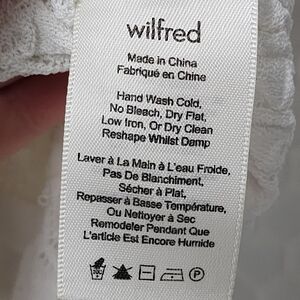 wilfred
Made in China
Fabriqué en Chine
Hand Wash Cold,
No Bleach, Dry Flat,
Low Iron, Or Dry Clean
Reshape Whilst Damp
Laver à La Main à L'eau Froide,
Pas De Blanchiment,
Sécher à Plat,
Repasser à Basse Température,
Ou Nettoyer à Sec
Remodeler Pendant Que
L'article Est Encore Humide